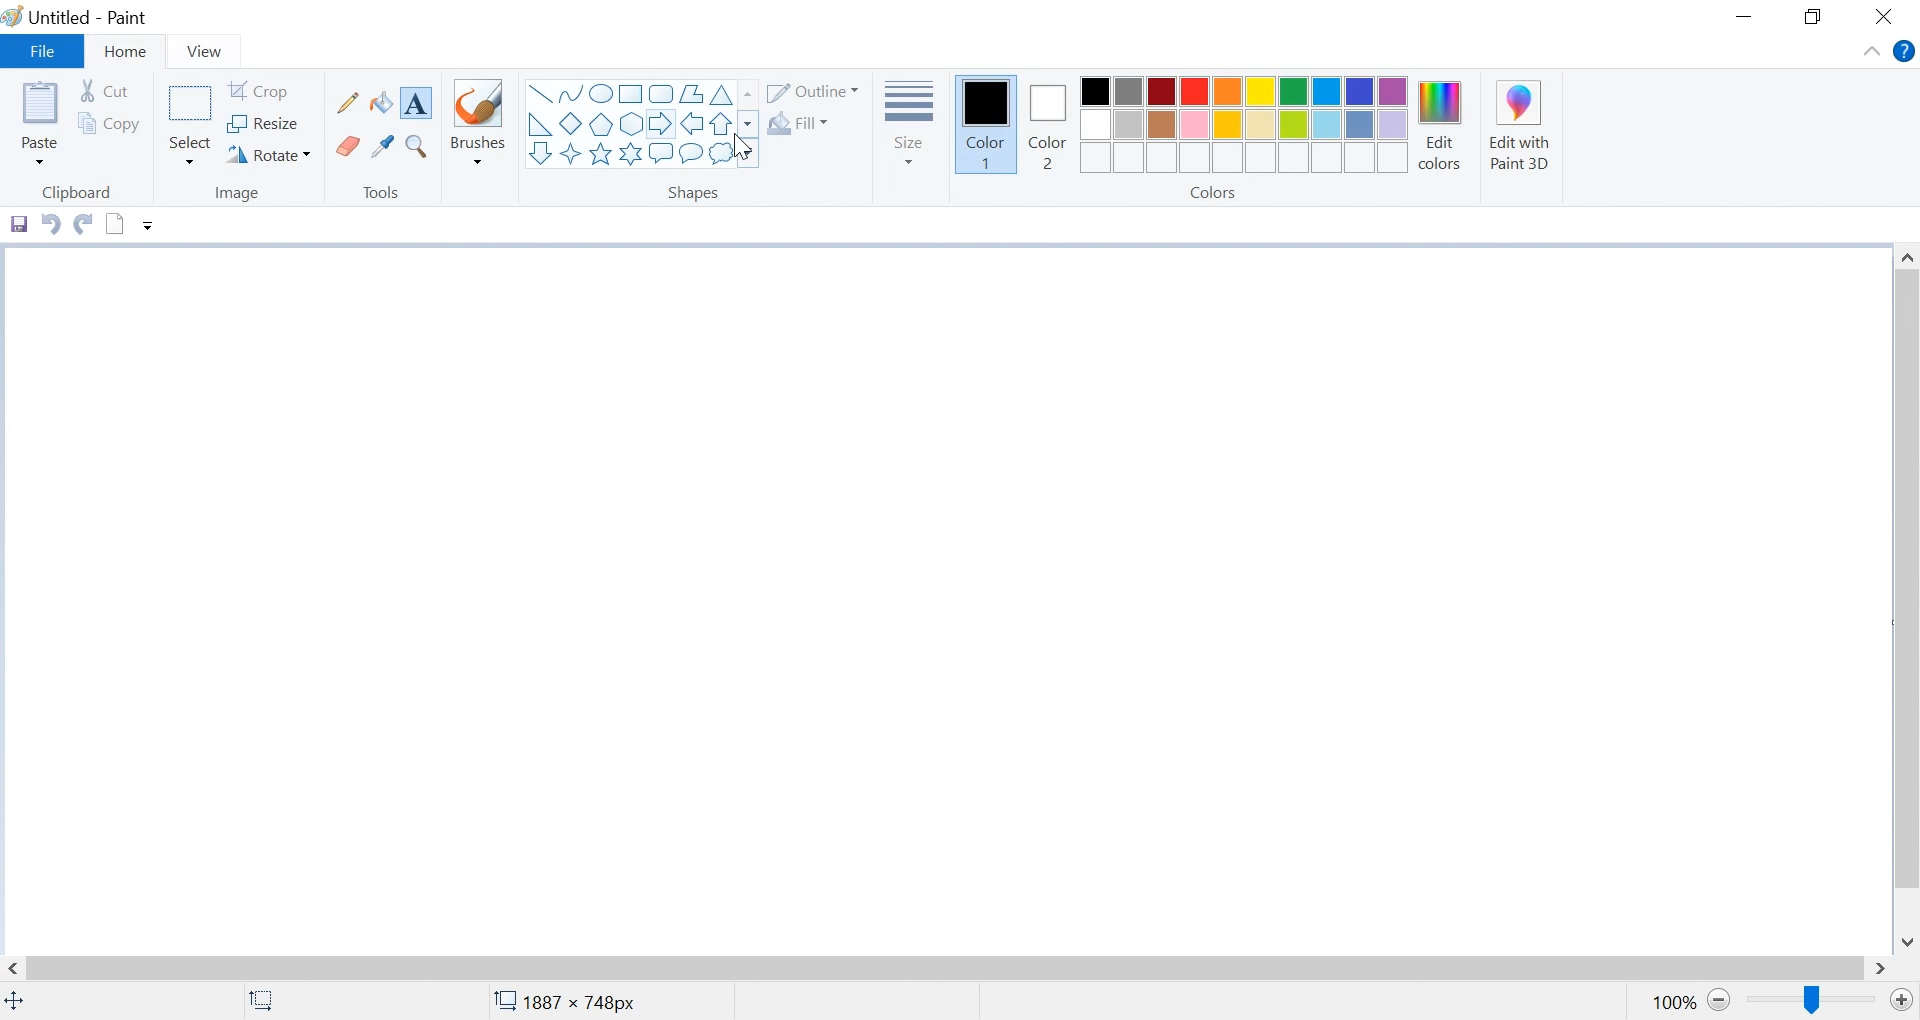 Untitled - Paint
File Home View
Paste
Cut
Copy
Clipboard
Select
Crop
Resize
Rotate
Image
A
Tools
Brushes
Shapes
Outline
Fill
Size
Color 1
Color 2
Colors
Edit colors
Edit with Paint 3D
1887 × 748px
100%